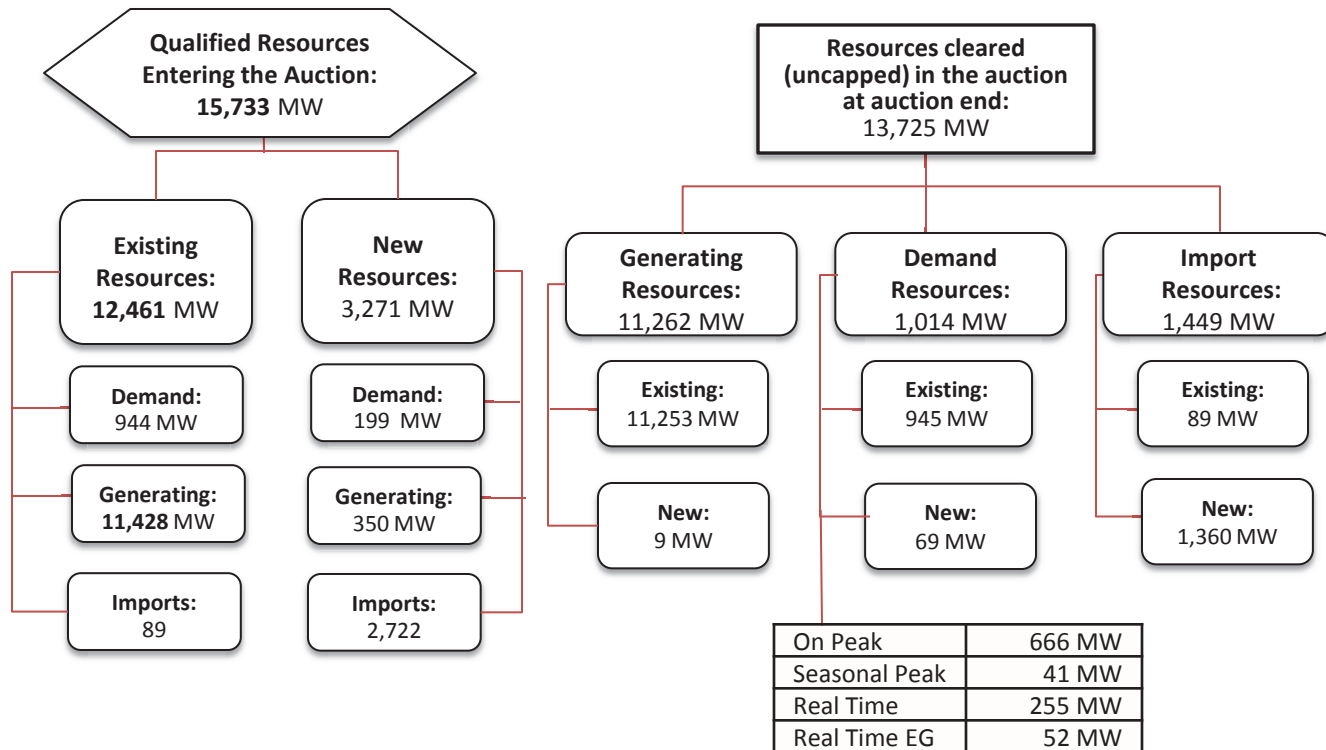 Qualified Resources
Entering the Auction:
15,733 MW
Existing
Resources:
12,461 MW
Demand:
944 MW
Generating:
11,428 MW
Imports:
89
New
Resources:
3,271 MW
Demand:
199 MW
Generating:
350 MW
Imports:
2,722
Resources cleared
(uncapped) in the auction
at auction end:
13,725 MW
Generating
Resources:
11,262 MW
Existing:
11,253 MW
New:
9 MW
Demand
Resources:
1,014 MW
Existing:
945 MW
New:
69 MW
Import
Resources:
1,449 MW
Existing:
89 MW
New:
1,360 MW
On Peak 666 MW
Seasonal Peak 41 MW
Real Time 255 MW
Real Time EG 52 MW